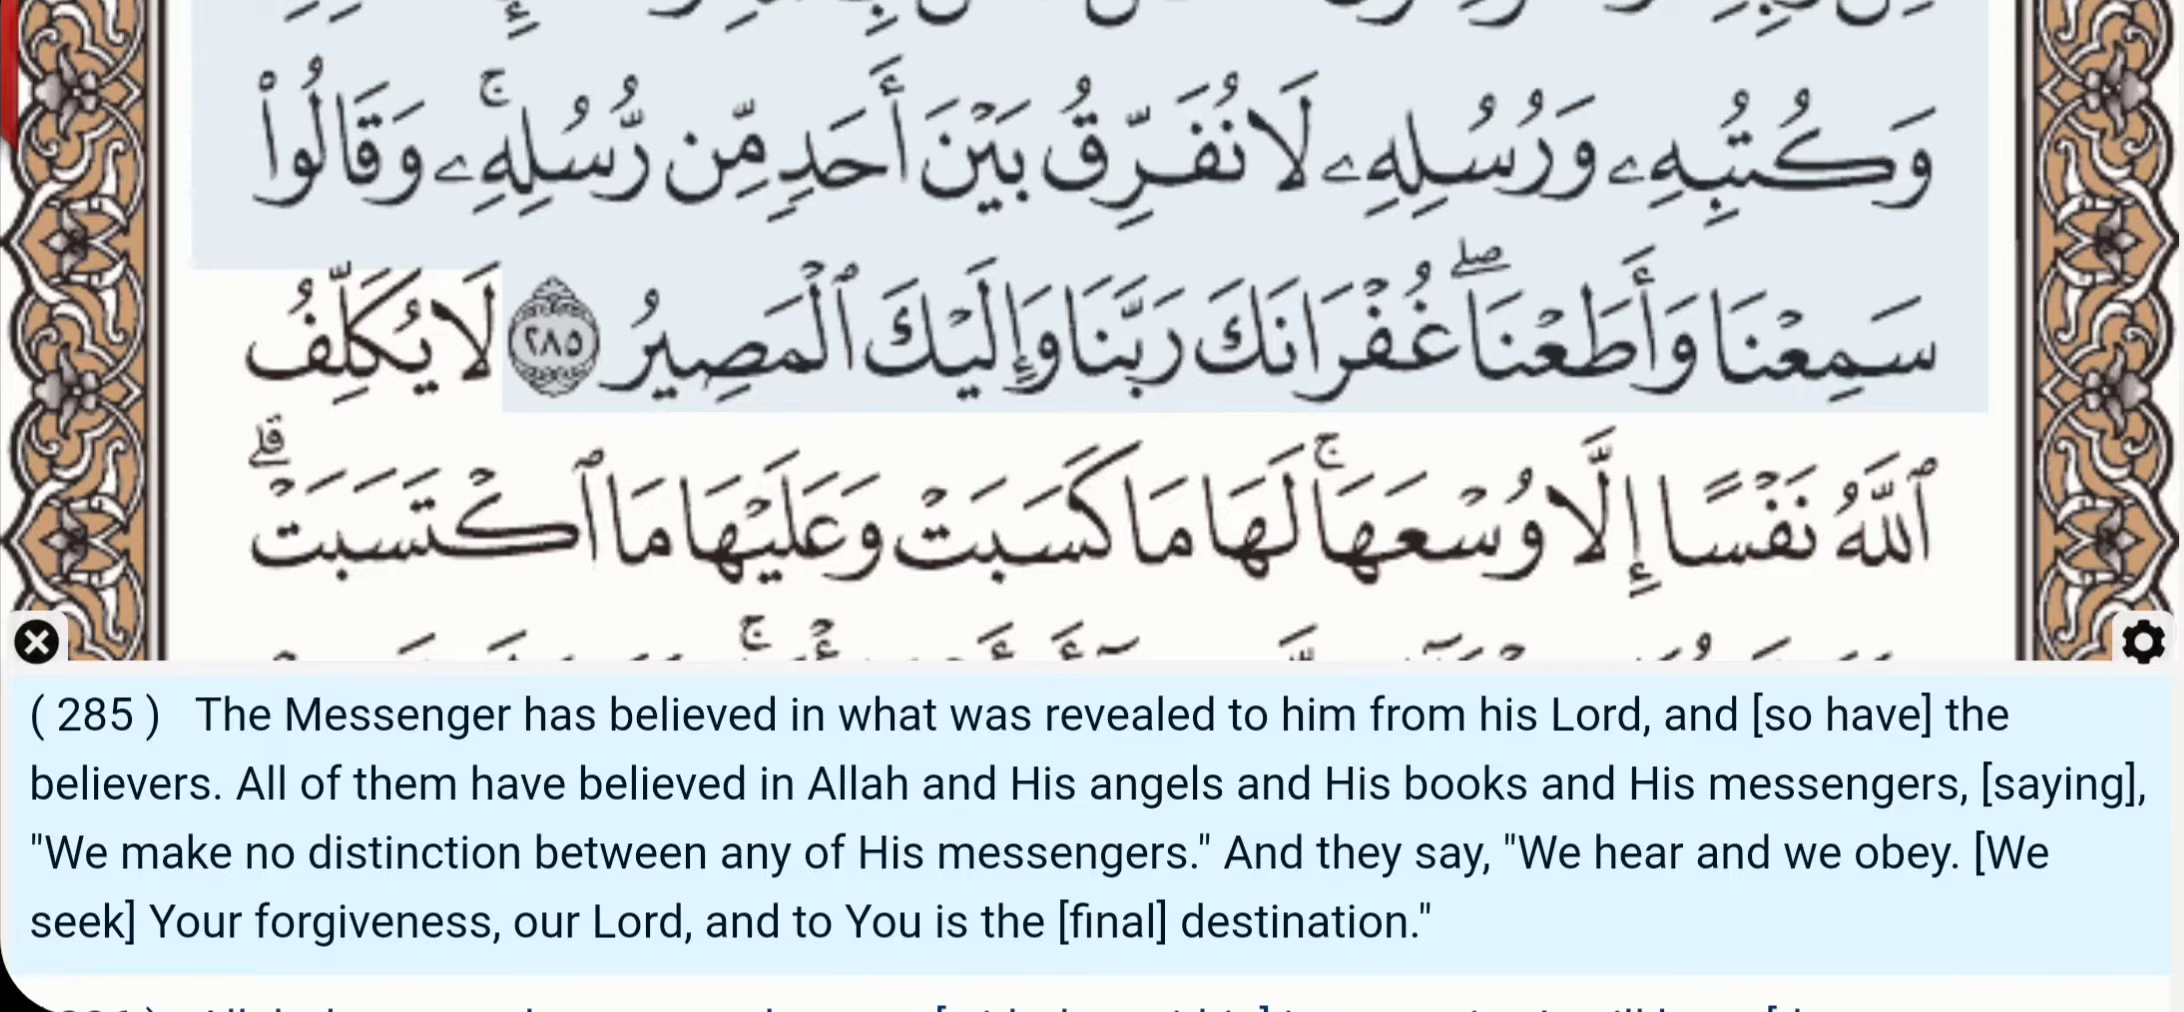 وَكُتُبِهِۦ وَرُسُلِهِۦ لَا نُفَرِّقُ بَيْنَ أَحَدٍ مِّن رُّسُلِهِۦۚ وَقَالُوا۟
سَمِعْنَا وَأَطَعْنَاۖ غُفْرَانَكَ رَبَّنَا وَإِلَيْكَ ٱلْمَصِيرُ ٢٨٥ لَا يُكَلِّفُ
ٱللَّهُ نَفْسًا إِلَّا وُسْعَهَاۚ لَهَا مَا كَسَبَتْ وَعَلَيْهَا مَا ٱكْتَسَبَتْۗ
( 285 ) The Messenger has believed in what was revealed to him from his Lord, and [so have] the
believers. All of them have believed in Allah and His angels and His books and His messengers, [saying],
"We make no distinction between any of His messengers." And they say, "We hear and we obey. [We
seek] Your forgiveness, our Lord, and to You is the [final] destination."